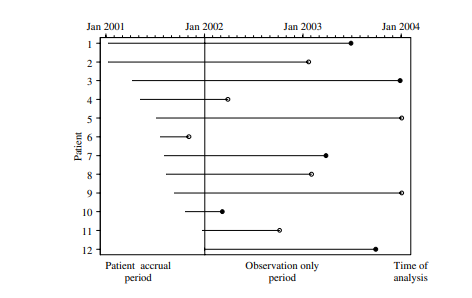 Jan 2001 Jan 2002 Jan 2003 Jan 2004
Patient
1
2
3
4
5
6
7
8
9
10
11
12
Patient accrual period
Observation only period
Time of analysis